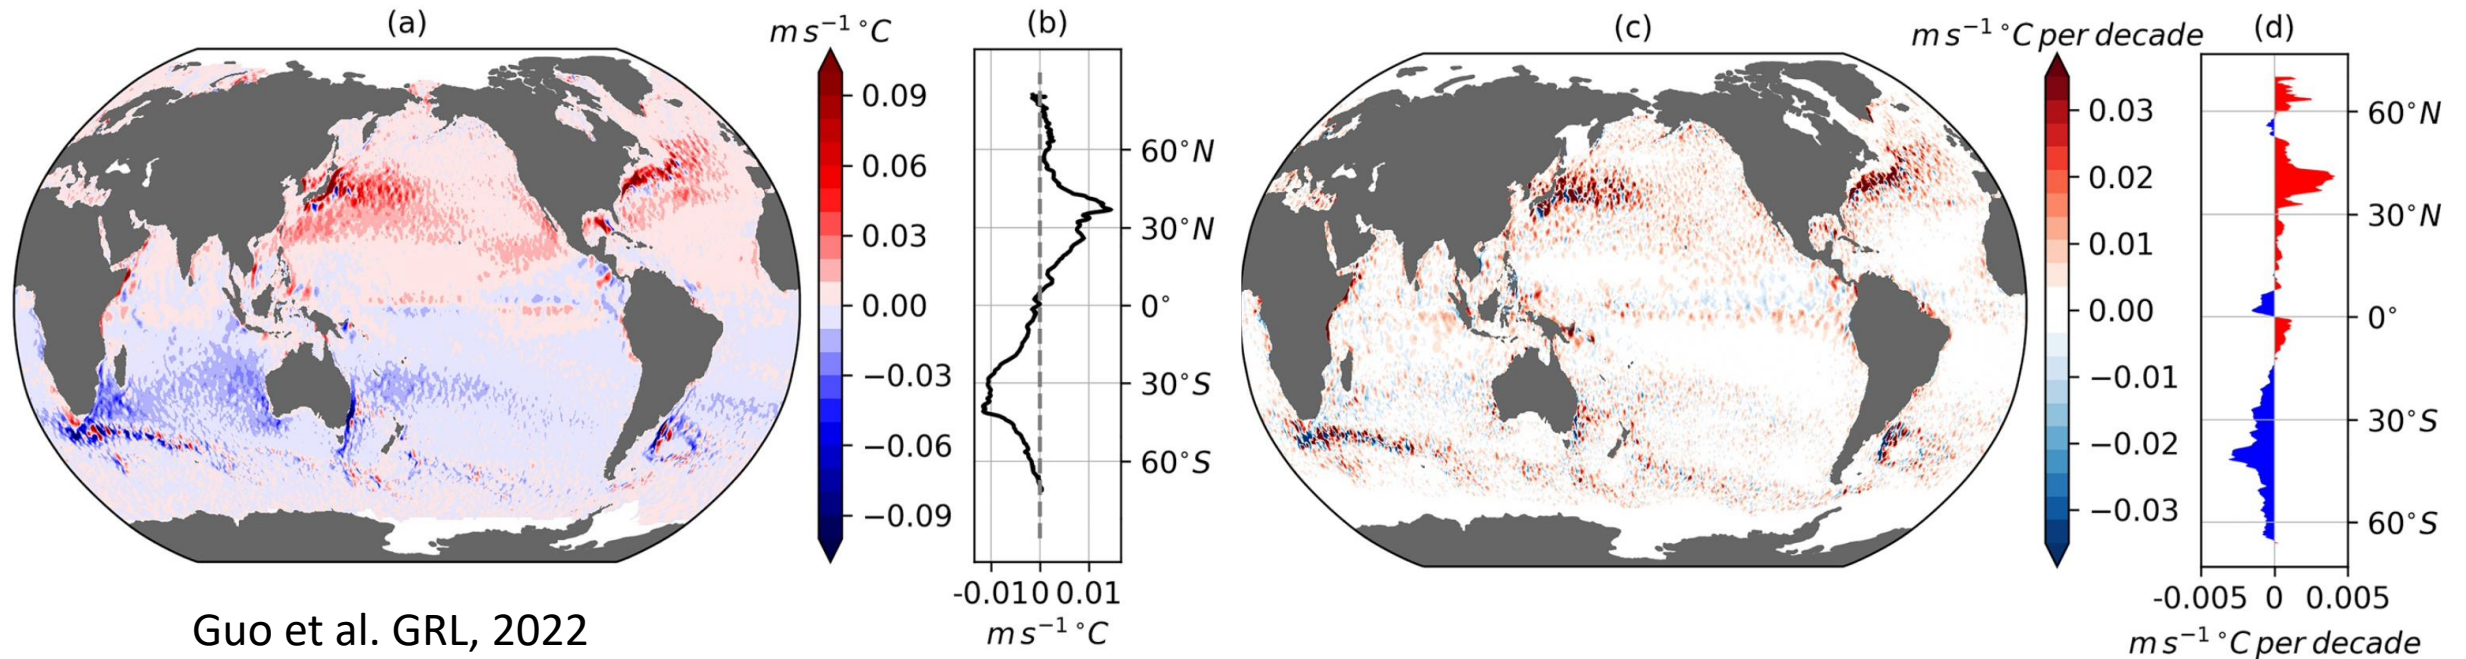 (a)
m s⁻¹ °C
0.09
0.06
0.03
0.00
−0.03
−0.06
−0.09
(b)
60°N
30°N
0°
30°S
60°S
-0.010 0.01
m s⁻¹ °C
(c)
m s⁻¹ °C per decade
0.03
0.02
0.01
0.00
−0.01
−0.02
−0.03
(d)
60°N
30°N
0°
30°S
60°S
-0.005 0 0.005
m s⁻¹ °C per decade
Guo et al. GRL, 2022